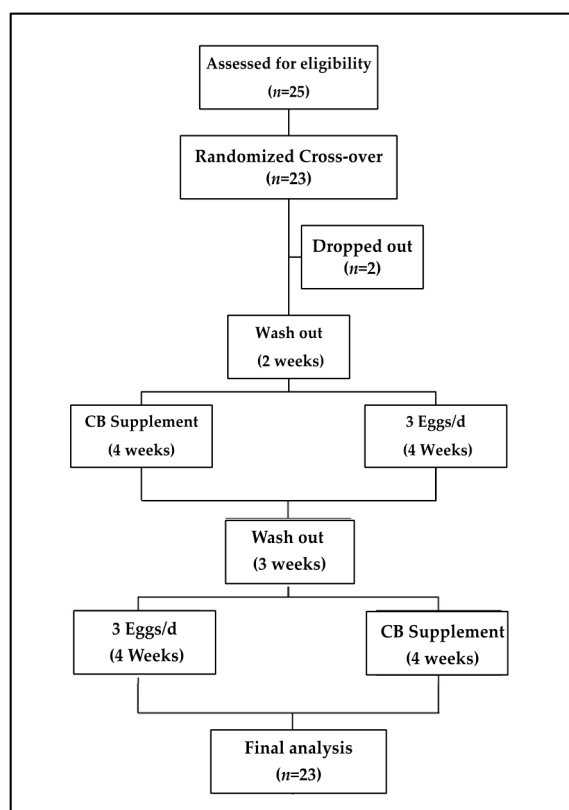 Assessed for eligibility
(n=25)
Randomized Cross-over
(n=23)
Dropped out
(n=2)
Wash out
(2 weeks)
CB Supplement
(4 weeks)
3 Eggs/d
(4 Weeks)
Wash out
(3 weeks)
3 Eggs/d
(4 Weeks)
CB Supplement
(4 weeks)
Final analysis
(n=23)